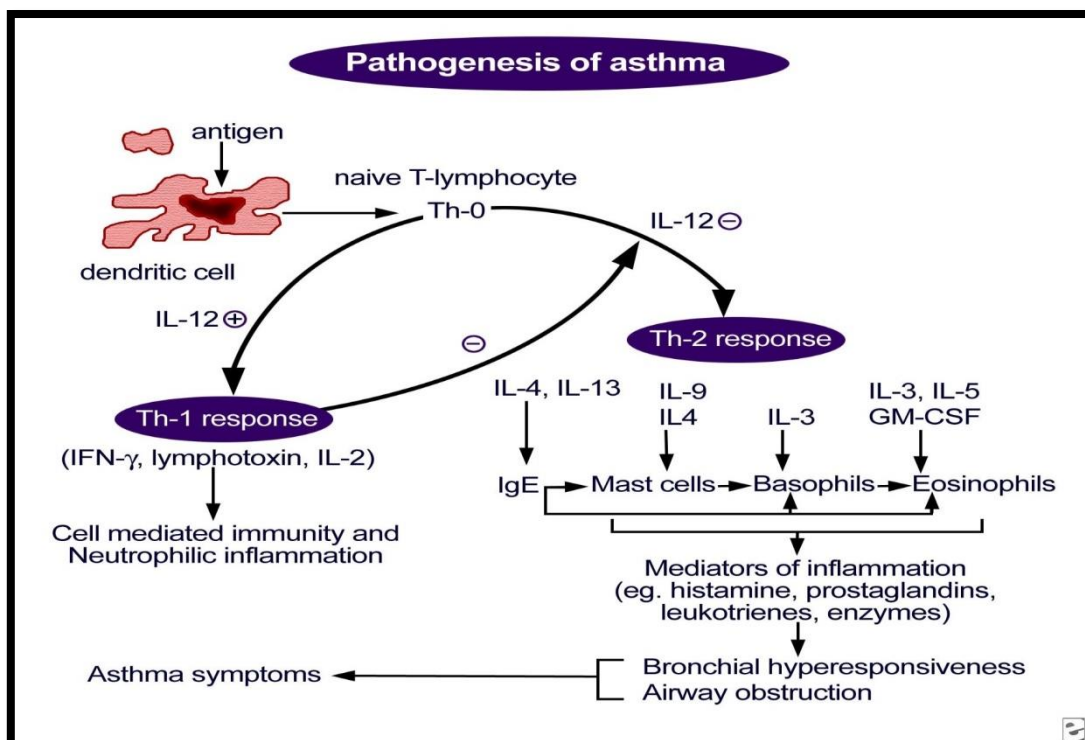 Pathogenesis of asthma
antigen
naive T-lymphocyte
Th-0
dendritic cell
IL-12 ⊕
IL-12 ⊖
⊖
Th-2 response
Th-1 response
(IFN-γ, lymphotoxin, IL-2)
Cell mediated immunity and
Neutrophilic inflammation
IL-4, IL-13
IL-9
IL4
IL-3
IL-3, IL-5
GM-CSF
IgE
Mast cells
Basophils
Eosinophils
Mediators of inflammation
(eg. histamine, prostaglandins,
leukotrienes, enzymes)
Bronchial hyperesponsiveness
Airway obstruction
Asthma symptoms